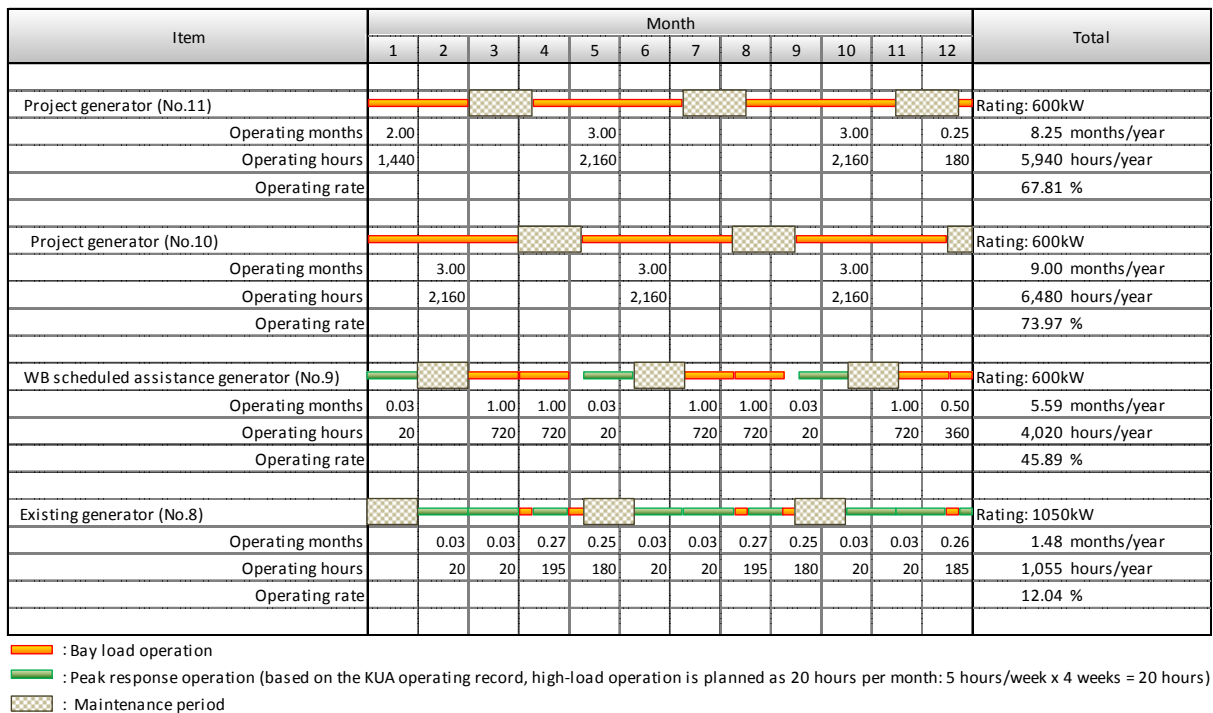 Item Month Total
1 2 3 4 5 6 7 8 9 10 11 12
Project generator (No.11) Rating: 600kW
Operating months 2.00 3.00 3.00 0.25 8.25 months/year
Operating hours 1,440 2,160 2,160 180 5,940 hours/year
Operating rate 67.81 %
Project generator (No.10) Rating: 600kW
Operating months 3.00 3.00 3.00 9.00 months/year
Operating hours 2,160 2,160 2,160 6,480 hours/year
Operating rate 73.97 %
WB scheduled assistance generator (No.9) Rating: 600kW
Operating months 0.03 1.00 1.00 0.03 1.00 1.00 0.03 1.00 0.50 5.59 months/year
Operating hours 20 720 720 20 720 720 20 720 360 4,020 hours/year
Operating rate 45.89 %
Existing generator (No.8) Rating: 1050kW
Operating months 0.03 0.03 0.27 0.25 0.03 0.03 0.27 0.25 0.03 0.03 0.26 1.48 months/year
Operating hours 20 20 195 180 20 20 195 180 20 20 185 1,055 hours/year
Operating rate 12.04 %
: Bay load operation
: Peak response operation (based on the KUA operating record, high-load operation is planned as 20 hours per month: 5 hours/week x 4 weeks = 20 hours)
: Maintenance period